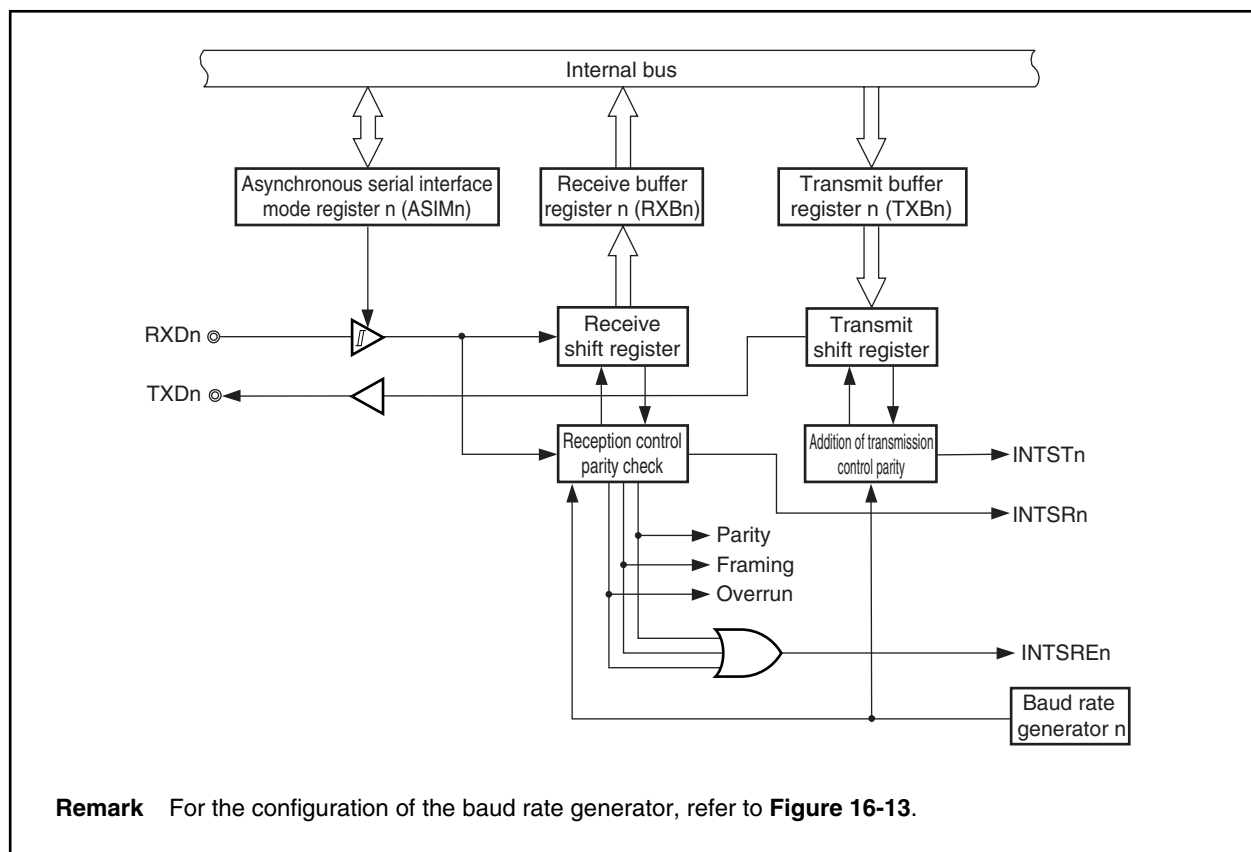 Internal bus
Asynchronous serial interface
mode register n (ASIMn)
Receive buffer
register n (RXBn)
Transmit buffer
register n (TXBn)
RXDn
Receive
shift register
Transmit
shift register
TXDn
Reception control
parity check
Addition of transmission
control parity
INTSTn
INTSRn
Parity
Framing
Overrun
INTSREn
Baud rate
generator n
Remark For the configuration of the baud rate generator, refer to Figure 16-13.